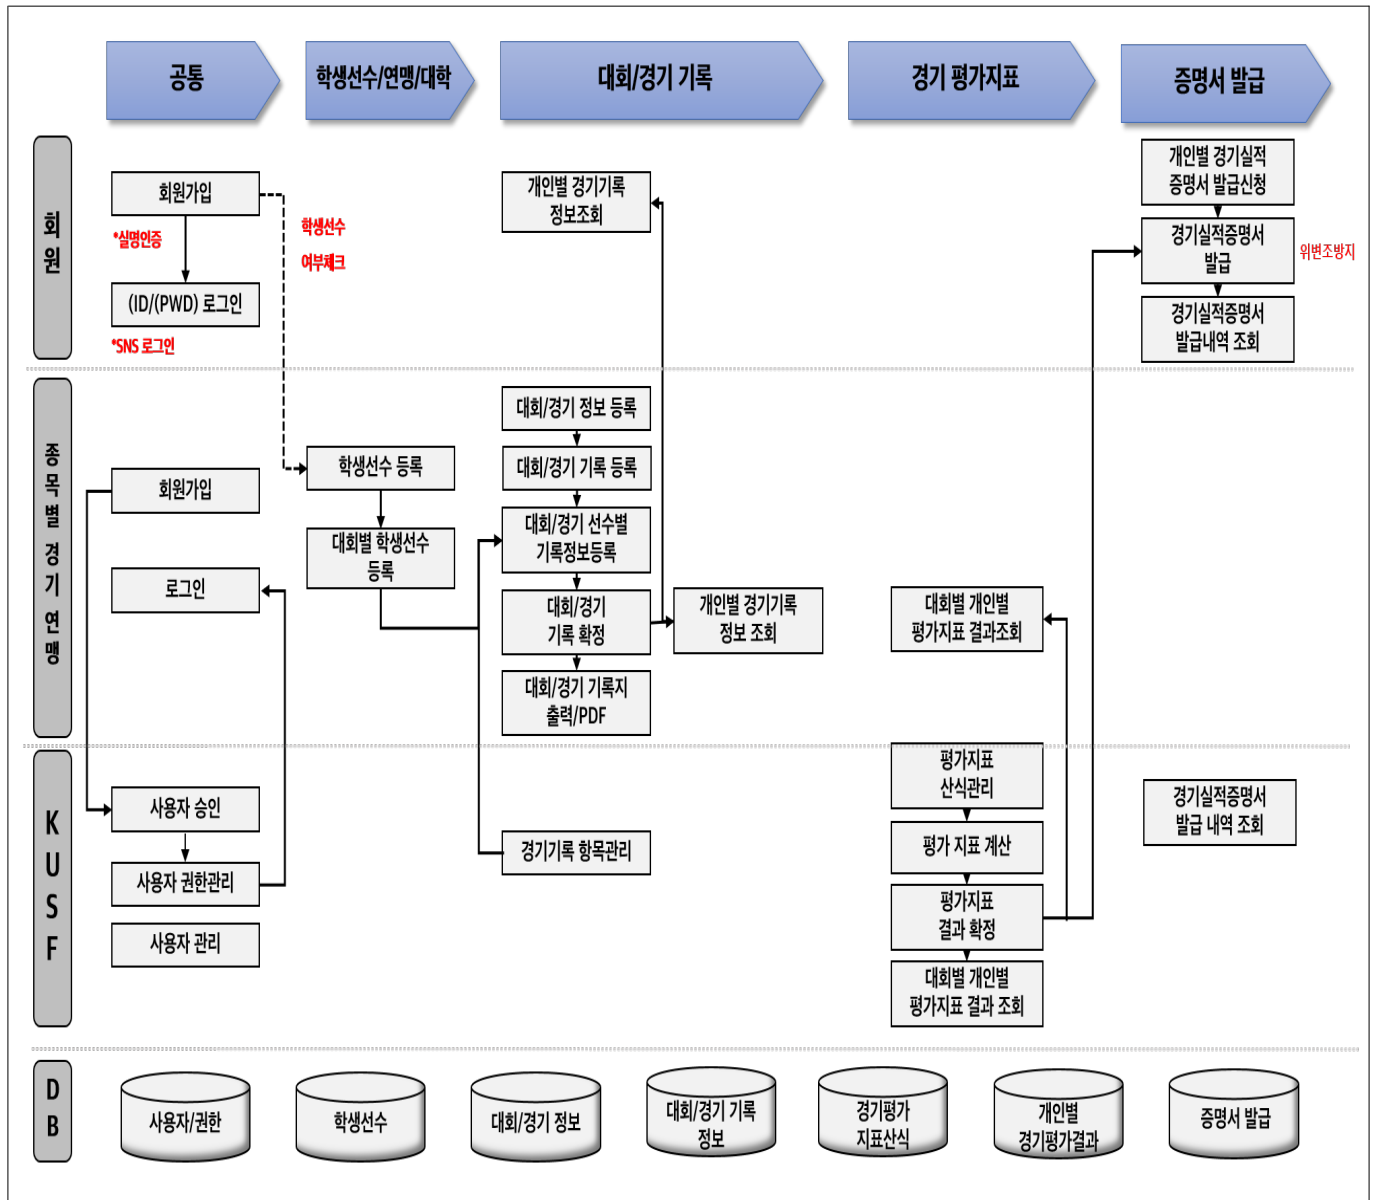 공통
학생선수/연맹/대학
대회/경기 기록
경기 평가지표
증명서 발급
회
원
회원가입
*실명인증
(ID/(PWD) 로그인
*SNS 로그인
학생선수
여부체크
개인별 경기기록
정보조회
개인별 경기실적
증명서 발급신청
경기실적증명서
발급
위변조방지
경기실적증명서
발급내역 조회
종
목
별
경
기
연
맹
회원가입
로그인
학생선수 등록
대회별 학생선수
등록
대회/경기 정보 등록
대회/경기 기록 등록
대회/경기 선수별
기록정보등록
대회/경기
기록 확정
대회/경기 기록지
출력/PDF
개인별 경기기록
정보 조회
대회별 개인별
평가지표 결과조회
K
U
S
F
사용자 승인
사용자 권한관리
사용자 관리
경기기록 항목관리
평가지표
산식관리
평가 지표 계산
평가지표
결과 확정
대회별 개인별
평가지표 결과 조회
경기실적증명서
발급 내역 조회
D
B
사용자/권한
학생선수
대회/경기 정보
대회/경기 기록
정보
경기평가
지표산식
개인별
경기평가결과
증명서 발급